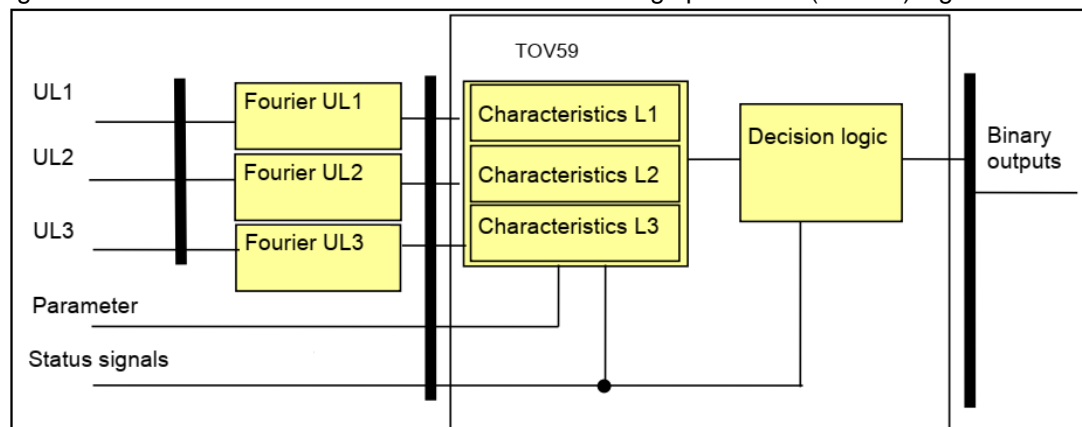 TOV59
UL1
Fourier UL1
Characteristics L1
Decision logic
Binary
outputs
UL2
Fourier UL2
Characteristics L2
UL3
Fourier UL3
Characteristics L3
Parameter
Status signals